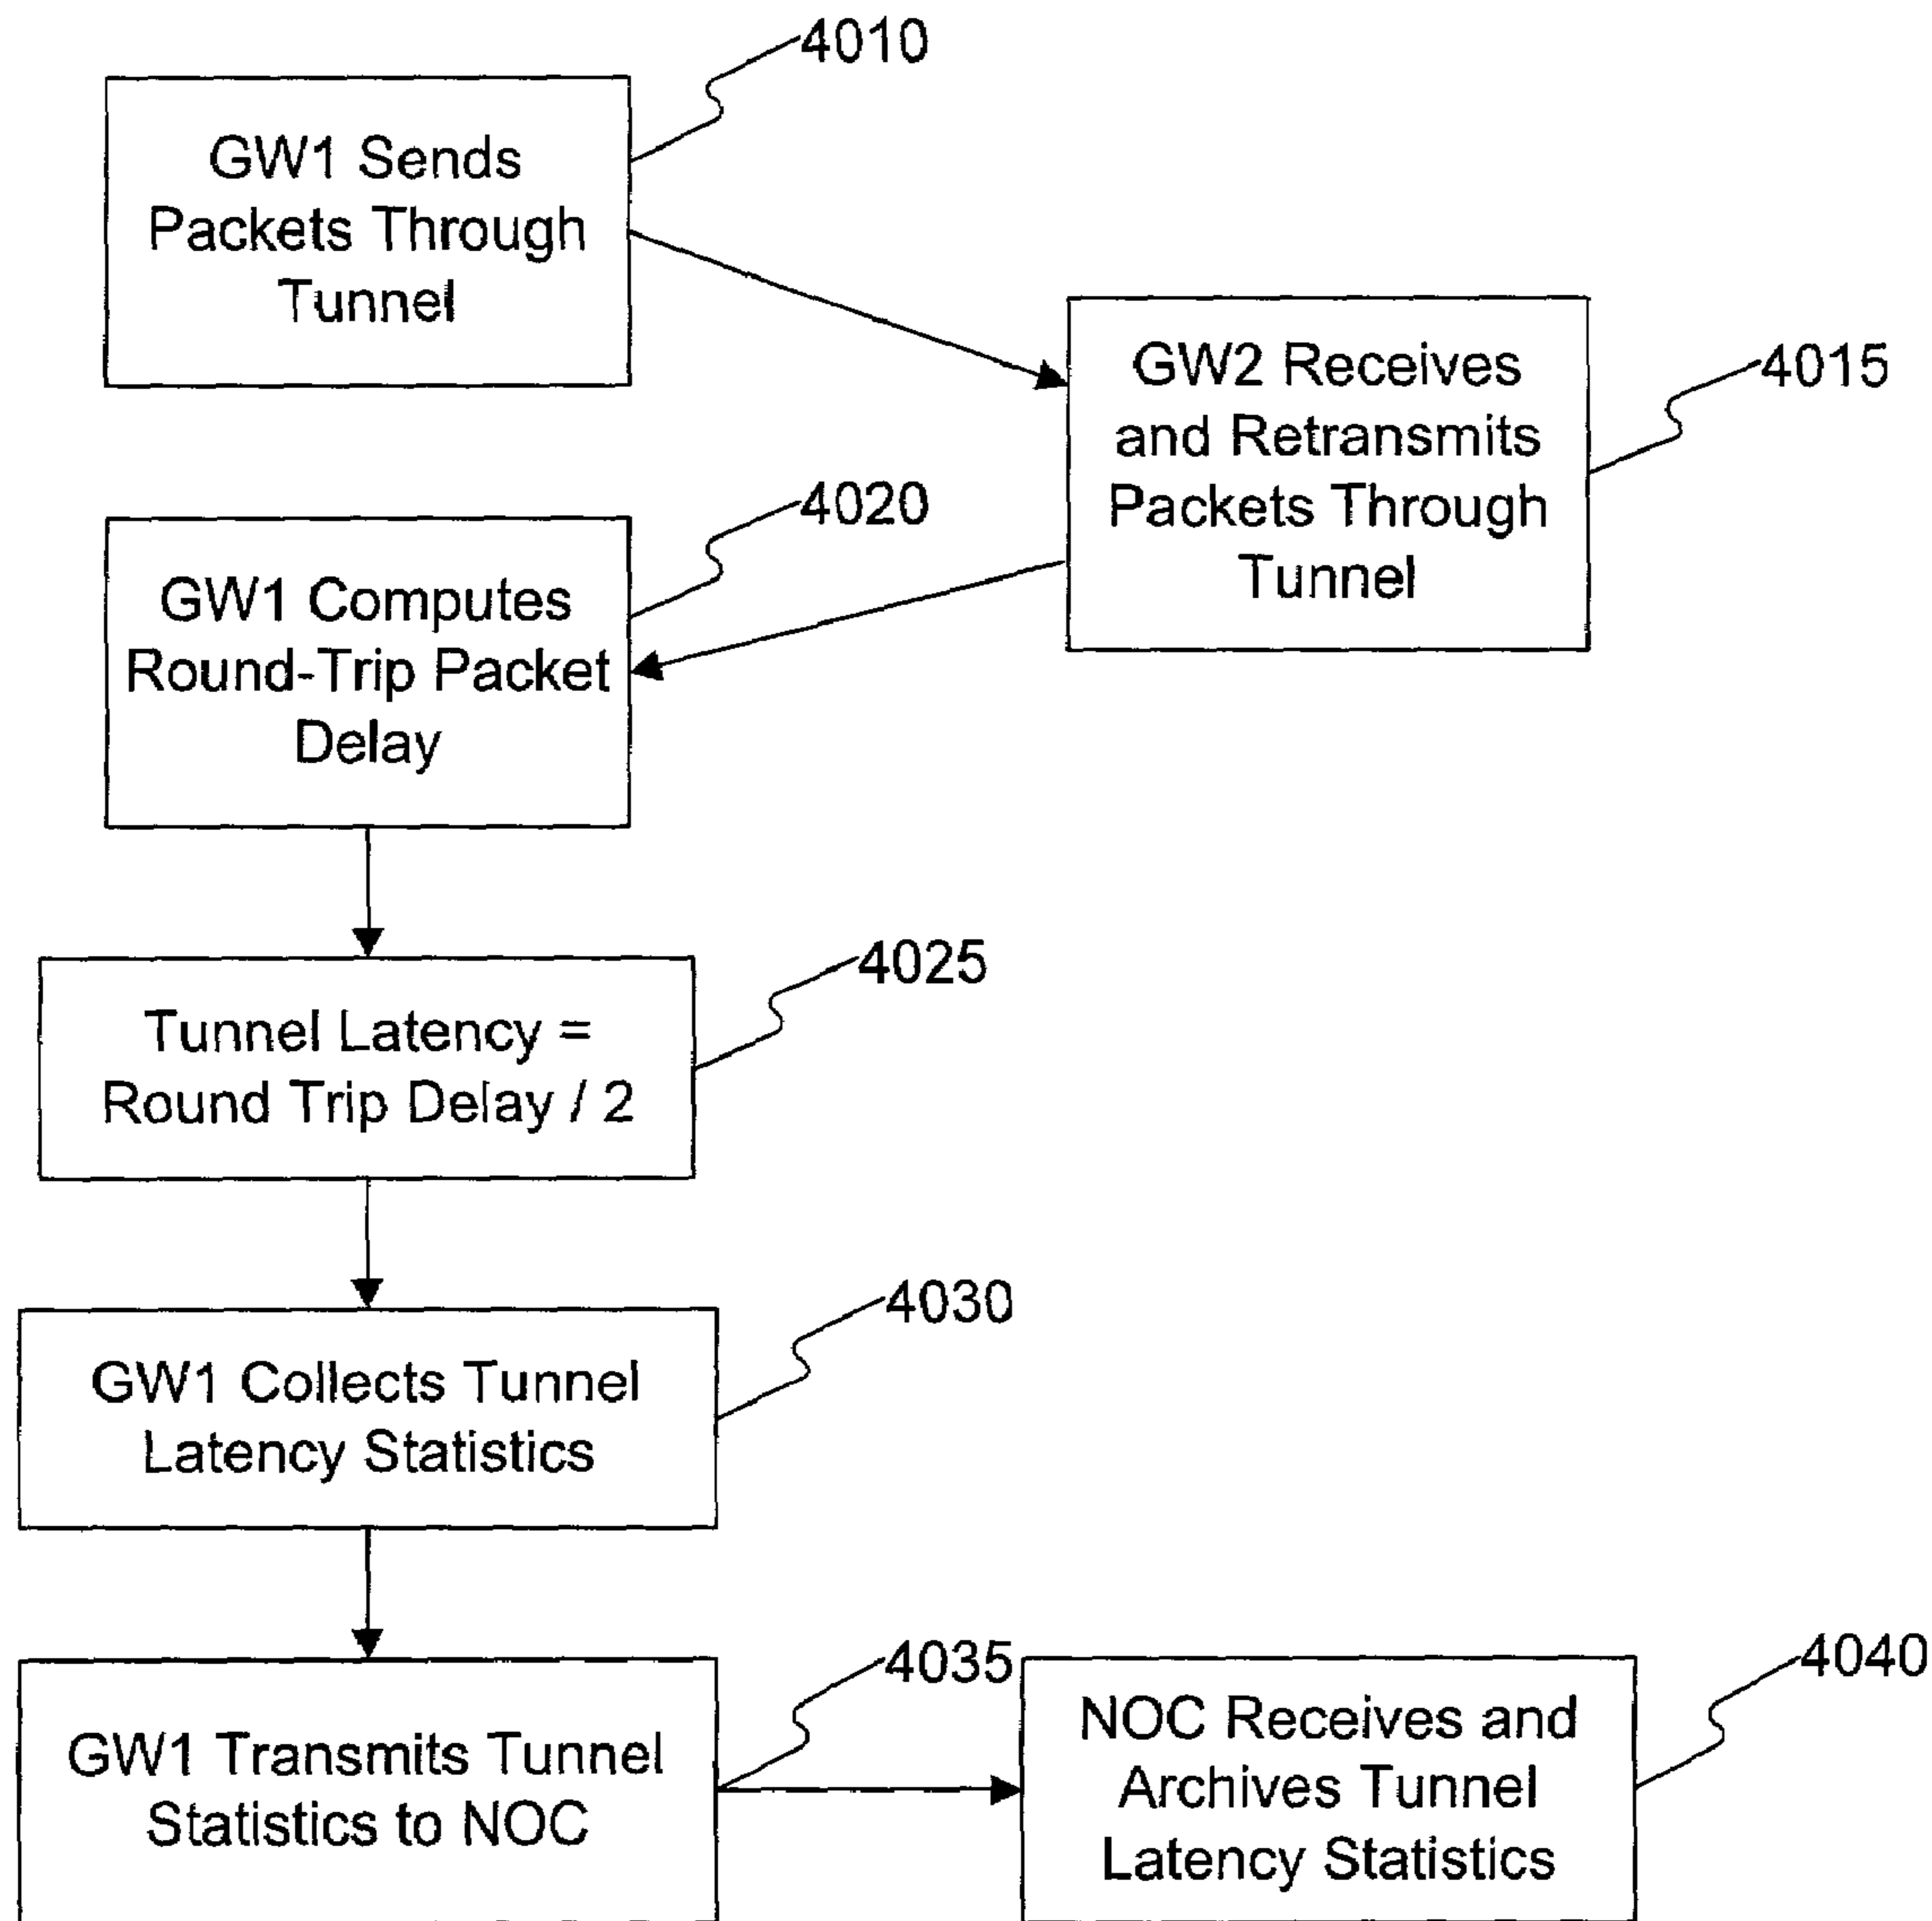 4010
GW1 Sends
Packets Through
Tunnel
GW2 Receives
and Retransmits
Packets Through
Tunnel
4015
4020
GW1 Computes
Round-Trip Packet
Delay
4025
Tunnel Latency =
Round Trip Delay / 2
4030
GW1 Collects Tunnel
Latency Statistics
4035
GW1 Transmits Tunnel
Statistics to NOC
4040
NOC Receives and
Archives Tunnel
Latency Statistics